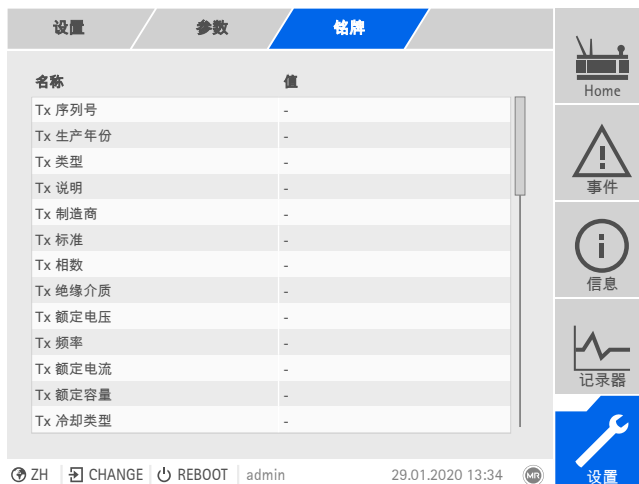 设置 参数 铭牌
名称 值
Tx 序列号 -
Tx 生产年份 -
Tx 类型 -
Tx 说明 -
Tx 制造商 -
Tx 标准 -
Tx 相数 -
Tx 绝缘介质 -
Tx 额定电压 -
Tx 频率 -
Tx 额定电流 -
Tx 额定容量 -
Tx 冷却类型 -
Home
事件
信息
记录器
设置
ZH CHANGE REBOOT admin 29.01.2020 13:34 MR